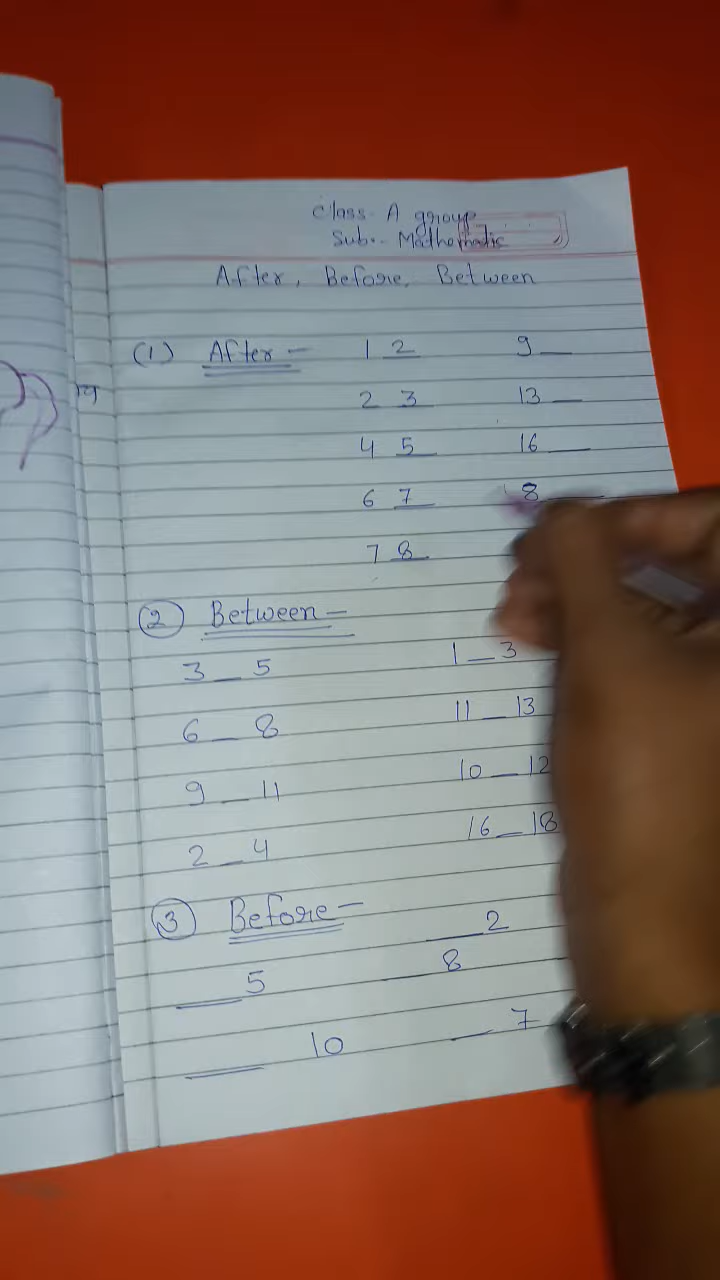 Class- A group
Sub:- Mathematic
After, Before, Between
(1) After - 1 2 9 __
2 3 13 __
4 5 16 __
6 7 18 __
7 8
2 Between -
3 __ 5 1 __ 3
6 __ 8 11 __ 13
9 __ 11 10 __ 12
2 __ 4 16 __ 18
3 Before -
__ 2
__ 5 __ 8
__ 10 __ 7